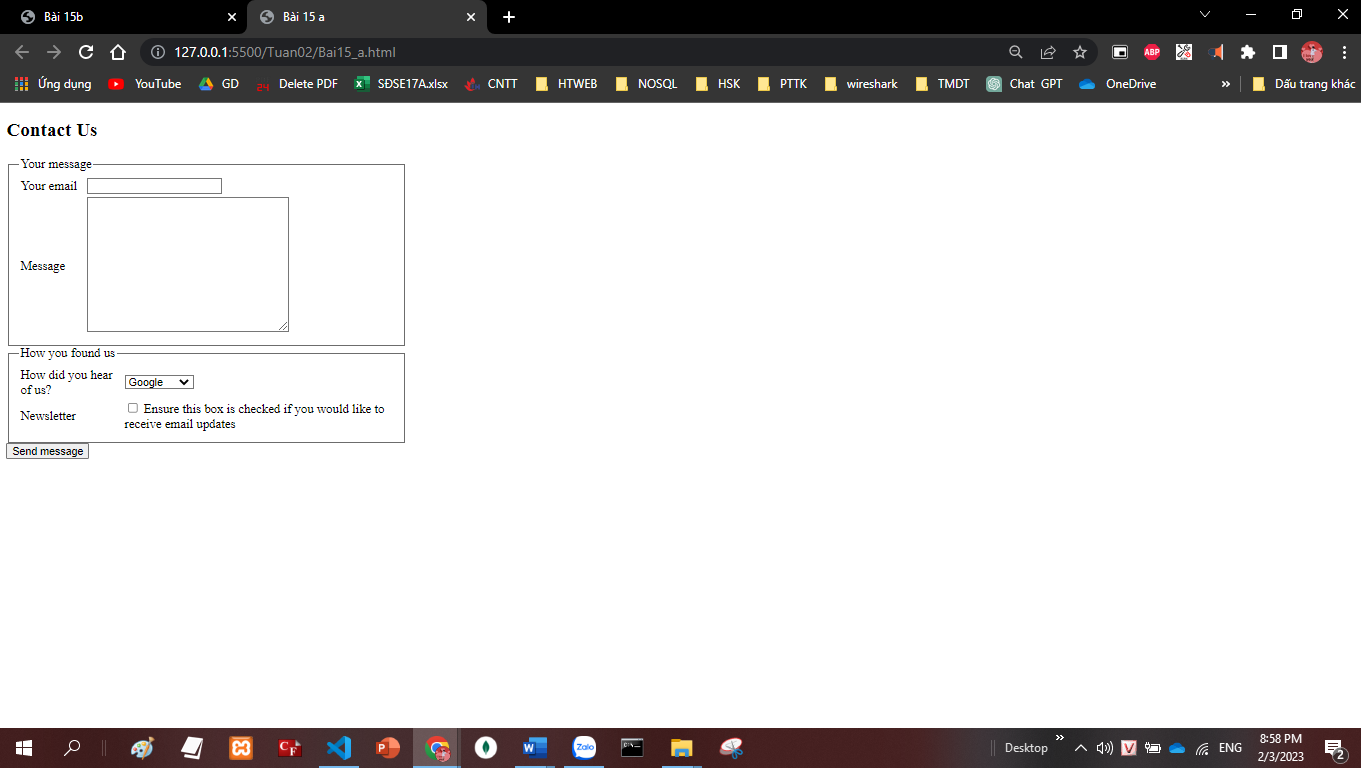 Bài 15b
Bài 15 a
127.0.0.1:5500/Tuan02/Bai15_a.html
ABP
Ứng dụng YouTube GD 24 Delete PDF SĐSE17A.xlsx CNTT HTWEB NOSQL HSK PTTK wireshark TMDT Chat GPT OneDrive » Dấu trang khác
Contact Us
Your message
Your email
Message
How you found us
How did you hear
of us?
Google
Newsletter
Ensure this box is checked if you would like to
receive email updates
Send message
Desktop » ENG
8:58 PM
2/3/2023
2
CF
P
W
Zalo
V